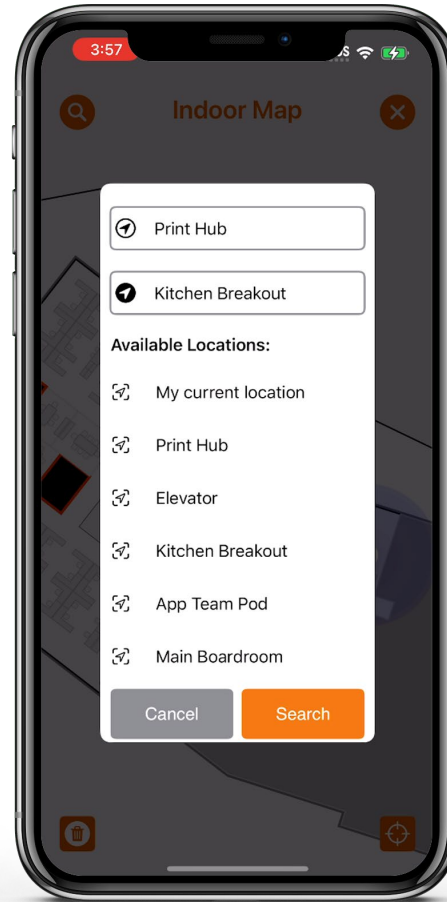 3:57
Indoor Map
Print Hub
Kitchen Breakout
Available Locations:
My current location
Print Hub
Elevator
Kitchen Breakout
App Team Pod
Main Boardroom
Cancel
Search